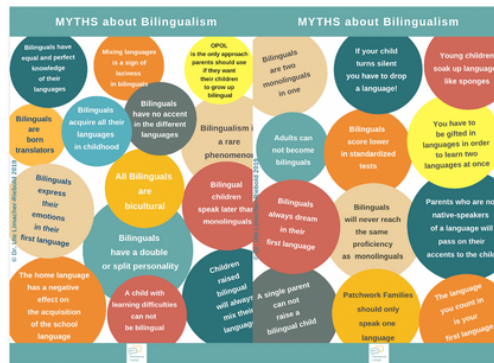 MYTHS about Bilingualism
Bilinguals have
equal and perfect
knowledge
of their
languages
Mixing languages
is a sign of
laziness
in bilinguals
OPOL
is the only approach
parents should use
if they want
their children
to grow up
bilingual
Bilinguals
are
born
translators
Bilinguals
acquire all their
languages
in childhood
Bilinguals
have no accent
in the different
languages
Bilingualism i
a rare
phenomenon
Bilinguals
express
their
emotions
in their
first language
All Bilinguals
are
bicultural
Bilingual
children
speak later than
monolinguals
Bilinguals
have a double
or split personality
The home language
has a negative
effect on
the acquisition
of the school
language
A child with
learning difficulties
can not
be bilingual
Children
raised
bilingual
will always
mix their
languag
MYTHS about Bilingualism
Bilinguals
are two
monolinguals
in one
If your child
turns silent
you have to drop
a language!
Young children
soak up language
like sponges
Adults can
not become
bilinguals
Bilinguals
score lower
in standardized
tests
You have to
be gifted in
languages in order
to learn two
languages at once
Bilinguals
always dream
in their
first language
Bilinguals
will never reach
the same
proficiency
as monolinguals
Parents who are no
native-speakers
of a language will
pass on their
accents to the chil
A single parent
can not
raise a
bilingual child
Patchwork Families
should only
speak one
language
The language
you count in
is your
first languag
© Dr. Ute Limacher-Riebold 2019